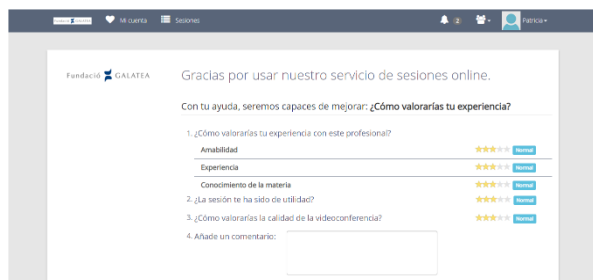 Mi cuenta Sesiones 2 Patricia
Fundació GALATEA
Gracias por usar nuestro servicio de sesiones online.
Con tu ayuda, seremos capaces de mejorar: ¿Cómo valorarías tu experiencia?
1. ¿Cómo valorarías tu experiencia con este profesional?
Amabilidad Normal
Experiencia Normal
Conocimiento de la materia Normal
2. ¿La sesión te ha sido de utilidad? Normal
3. ¿Cómo valorarías la calidad de la videoconferencia? Normal
4. Añade un comentario: